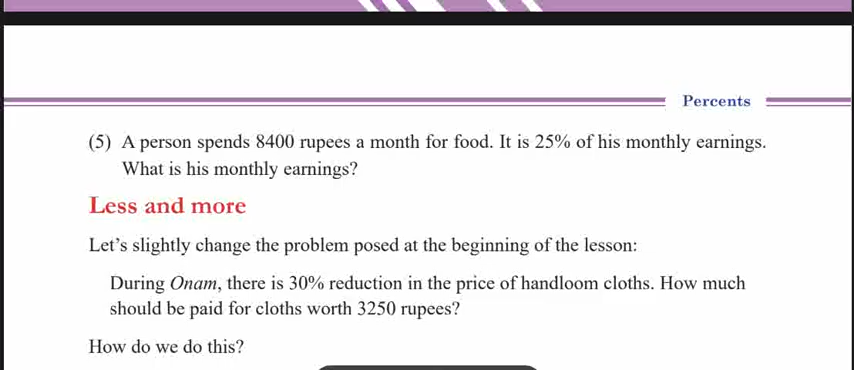 Percents
(5) A person spends 8400 rupees a month for food. It is 25% of his monthly earnings.
What is his monthly earnings?
Less and more
Let's slightly change the problem posed at the beginning of the lesson:
During Onam, there is 30% reduction in the price of handloom cloths. How much
should be paid for cloths worth 3250 rupees?
How do we do this?